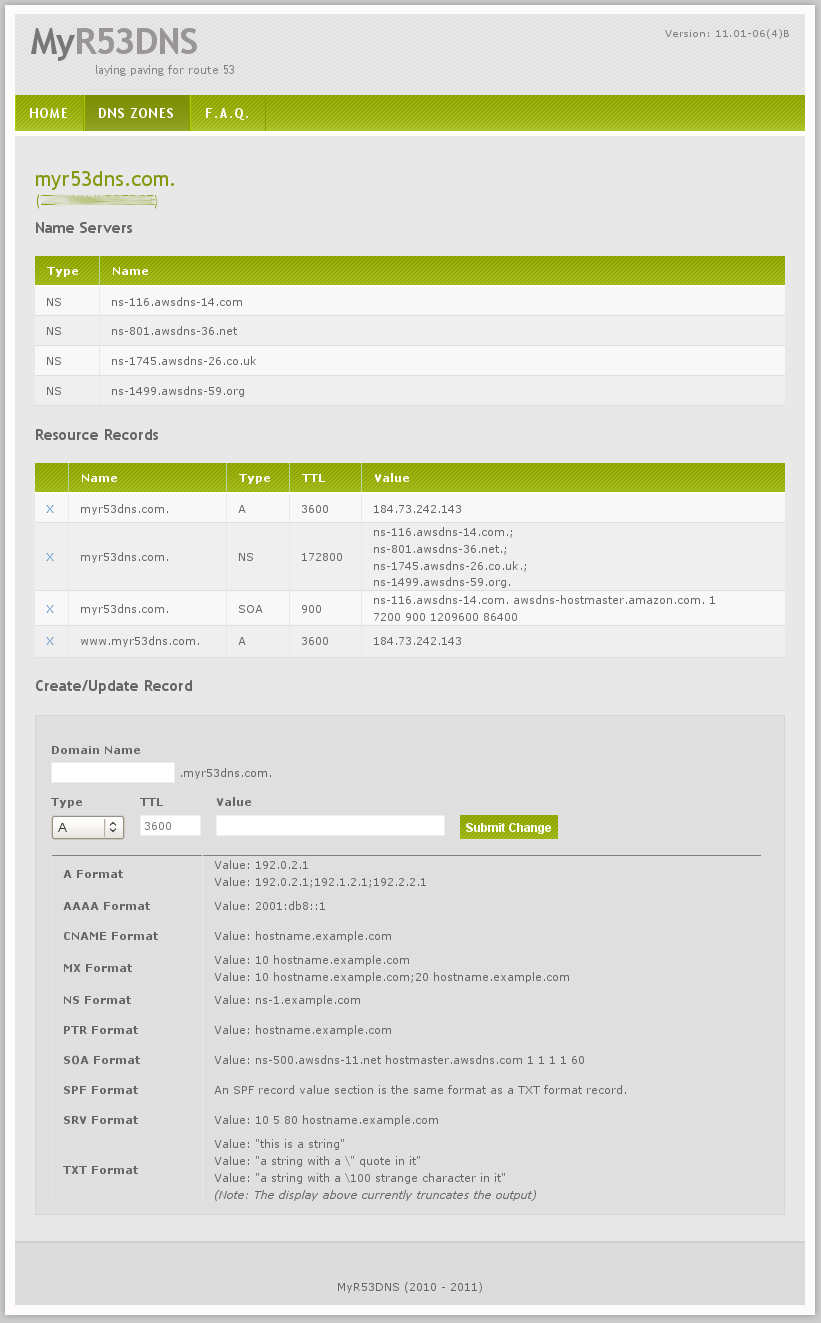 MyR53DNS
laying paving for route 53
Version: 11.01-06(4)B
HOME DNS ZONES F.A.Q.
myr53dns.com.
Name Servers
Type Name
NS ns-116.awsdns-14.com
NS ns-801.awsdns-36.net
NS ns-1745.awsdns-26.co.uk
NS ns-1499.awsdns-59.org
Resource Records
Name Type TTL Value
X myr53dns.com. A 3600 184.73.242.143
X myr53dns.com. NS 172800 ns-116.awsdns-14.com.;
ns-801.awsdns-36.net.;
ns-1745.awsdns-26.co.uk.;
ns-1499.awsdns-59.org.
X myr53dns.com. SOA 900 ns-116.awsdns-14.com. awsdns-hostmaster.amazon.com. 1
7200 900 1209600 86400
X www.myr53dns.com. A 3600 184.73.242.143
Create/Update Record
Domain Name
.myr53dns.com.
Type TTL Value
A 3600 Submit Change
A Format Value: 192.0.2.1
Value: 192.0.2.1;192.1.2.1;192.2.2.1
AAAA Format Value: 2001:db8::1
CNAME Format Value: hostname.example.com
MX Format Value: 10 hostname.example.com
Value: 10 hostname.example.com;20 hostname.example.com
NS Format Value: ns-1.example.com
PTR Format Value: hostname.example.com
SOA Format Value: ns-500.awsdns-11.net hostmaster.awsdns.com 1 1 1 1 60
SPF Format An SPF record value section is the same format as a TXT format record.
SRV Format Value: 10 5 80 hostname.example.com
TXT Format Value: "this is a string"
Value: "a string with a \" quote in it"
Value: "a string with a \100 strange character in it"
(Note: The display above currently truncates the output)
MyR53DNS (2010 - 2011)